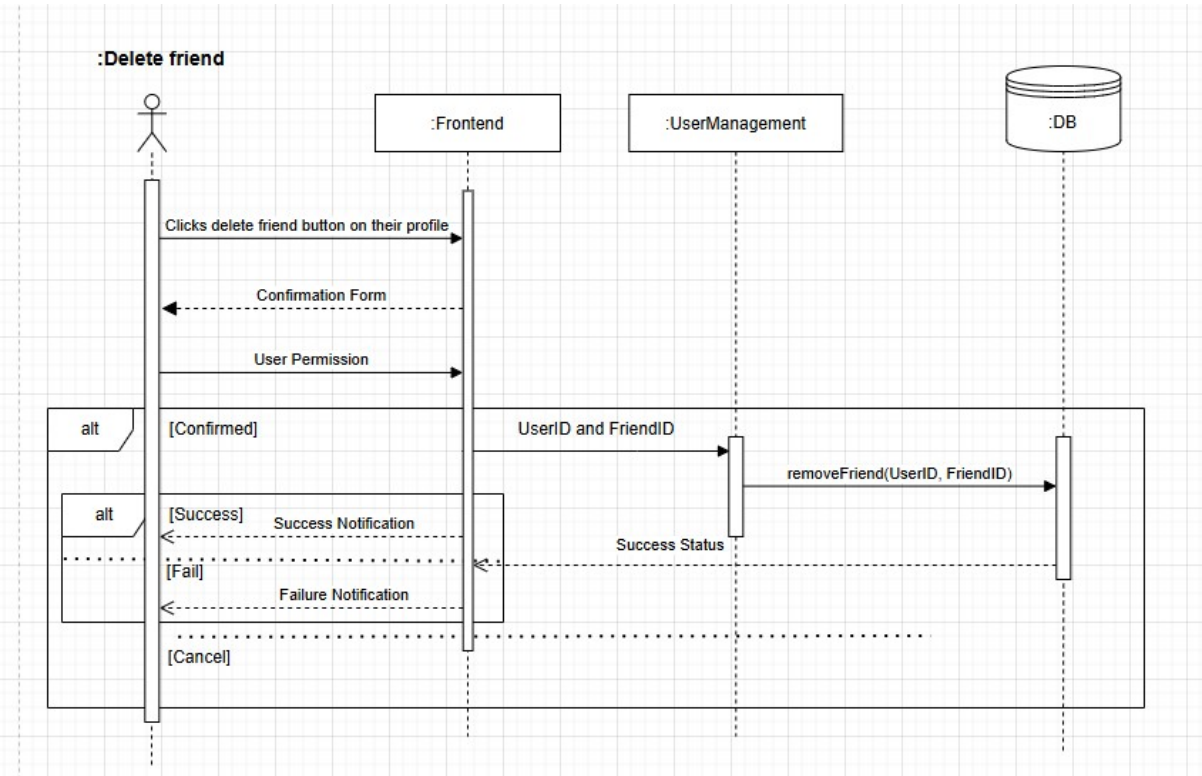 :Delete friend
:Frontend
:UserManagement
:DB
Clicks delete friend button on their profile
Confirmation Form
User Permission
alt
[Confirmed]
UserID and FriendID
removeFriend(UserID, FriendID)
alt
[Success]
Success Notification
Success Status
[Fail]
Failure Notification
[Cancel]